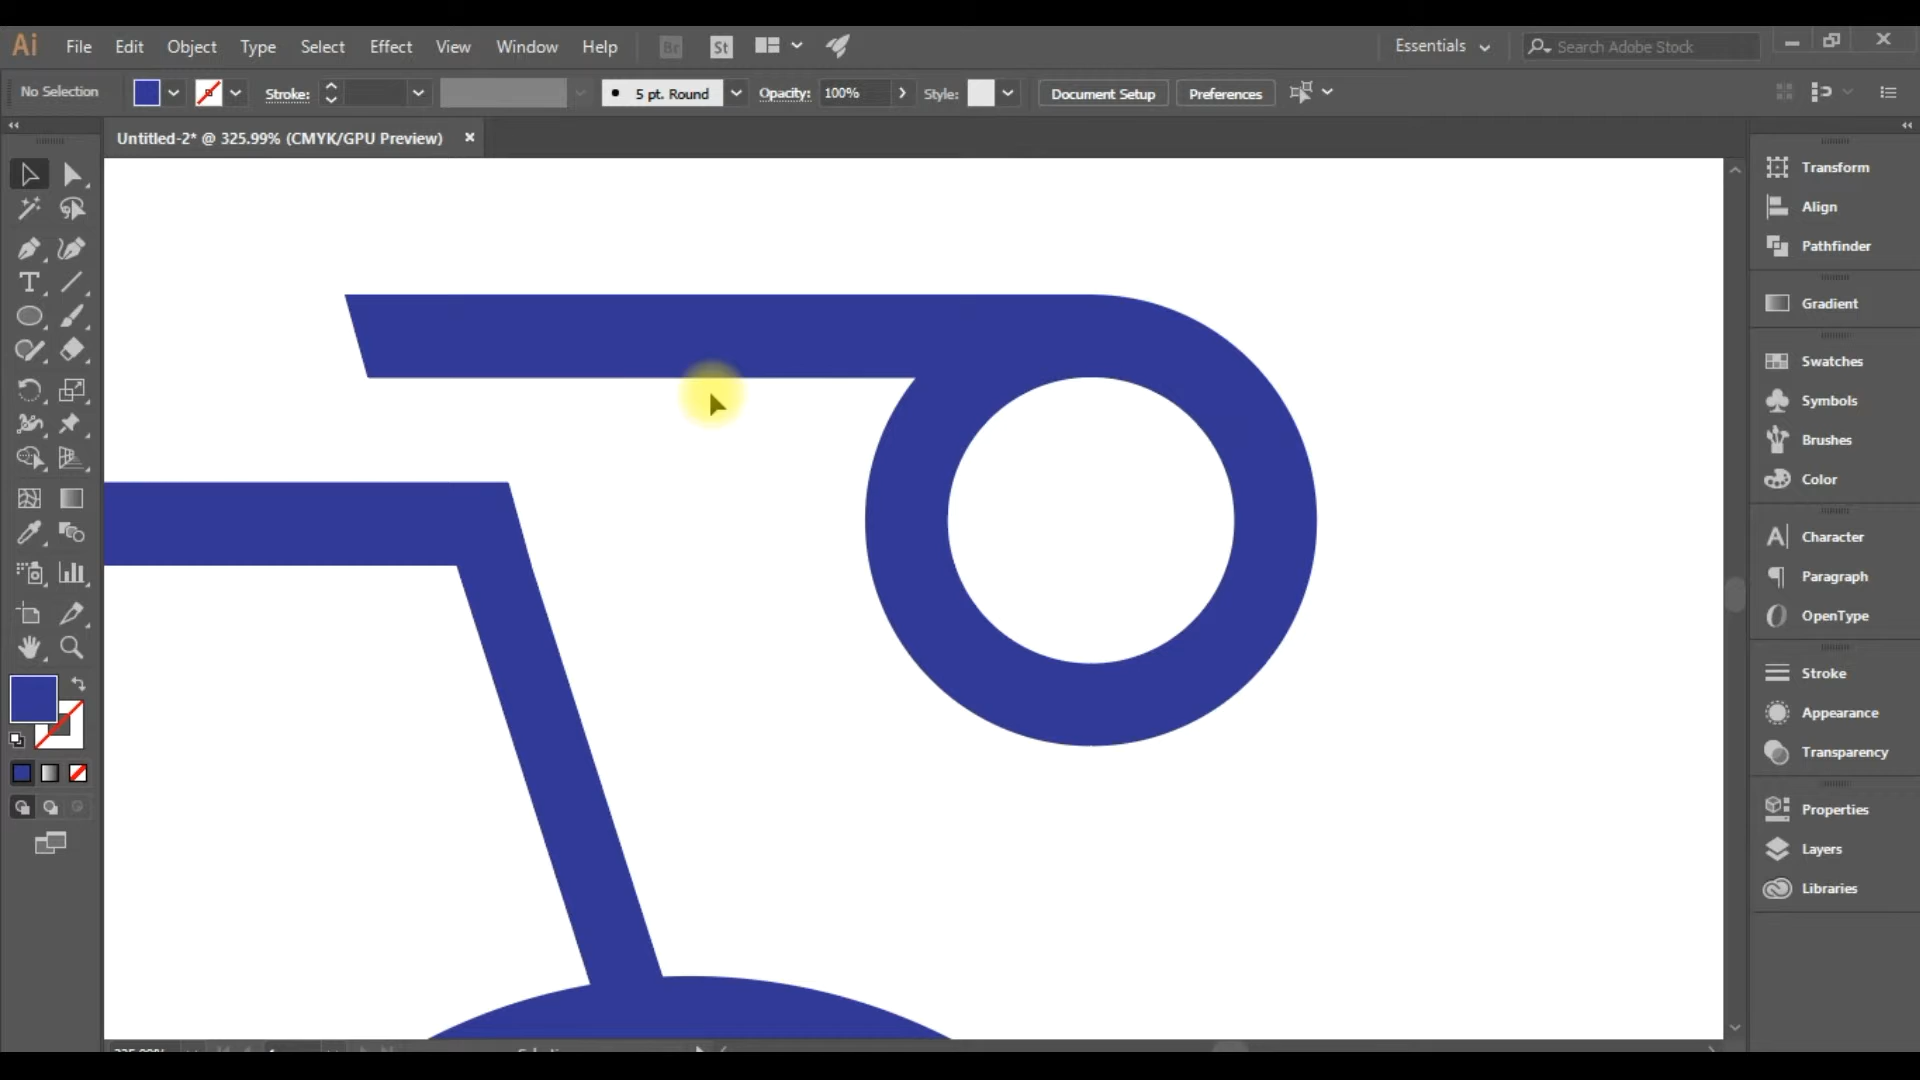 Ai File Edit Object Type Select Effect View Window Help Br St Essentials Search Adobe Stock
No Selection Stroke: 5 pt. Round Opacity: 100% Style: Document Setup Preferences
Untitled-2* @ 325.99% (CMYK/GPU Preview)
Transform
Align
Pathfinder
Gradient
Swatches
Symbols
Brushes
Color
Character
Paragraph
OpenType
Stroke
Appearance
Transparency
Properties
Layers
Libraries